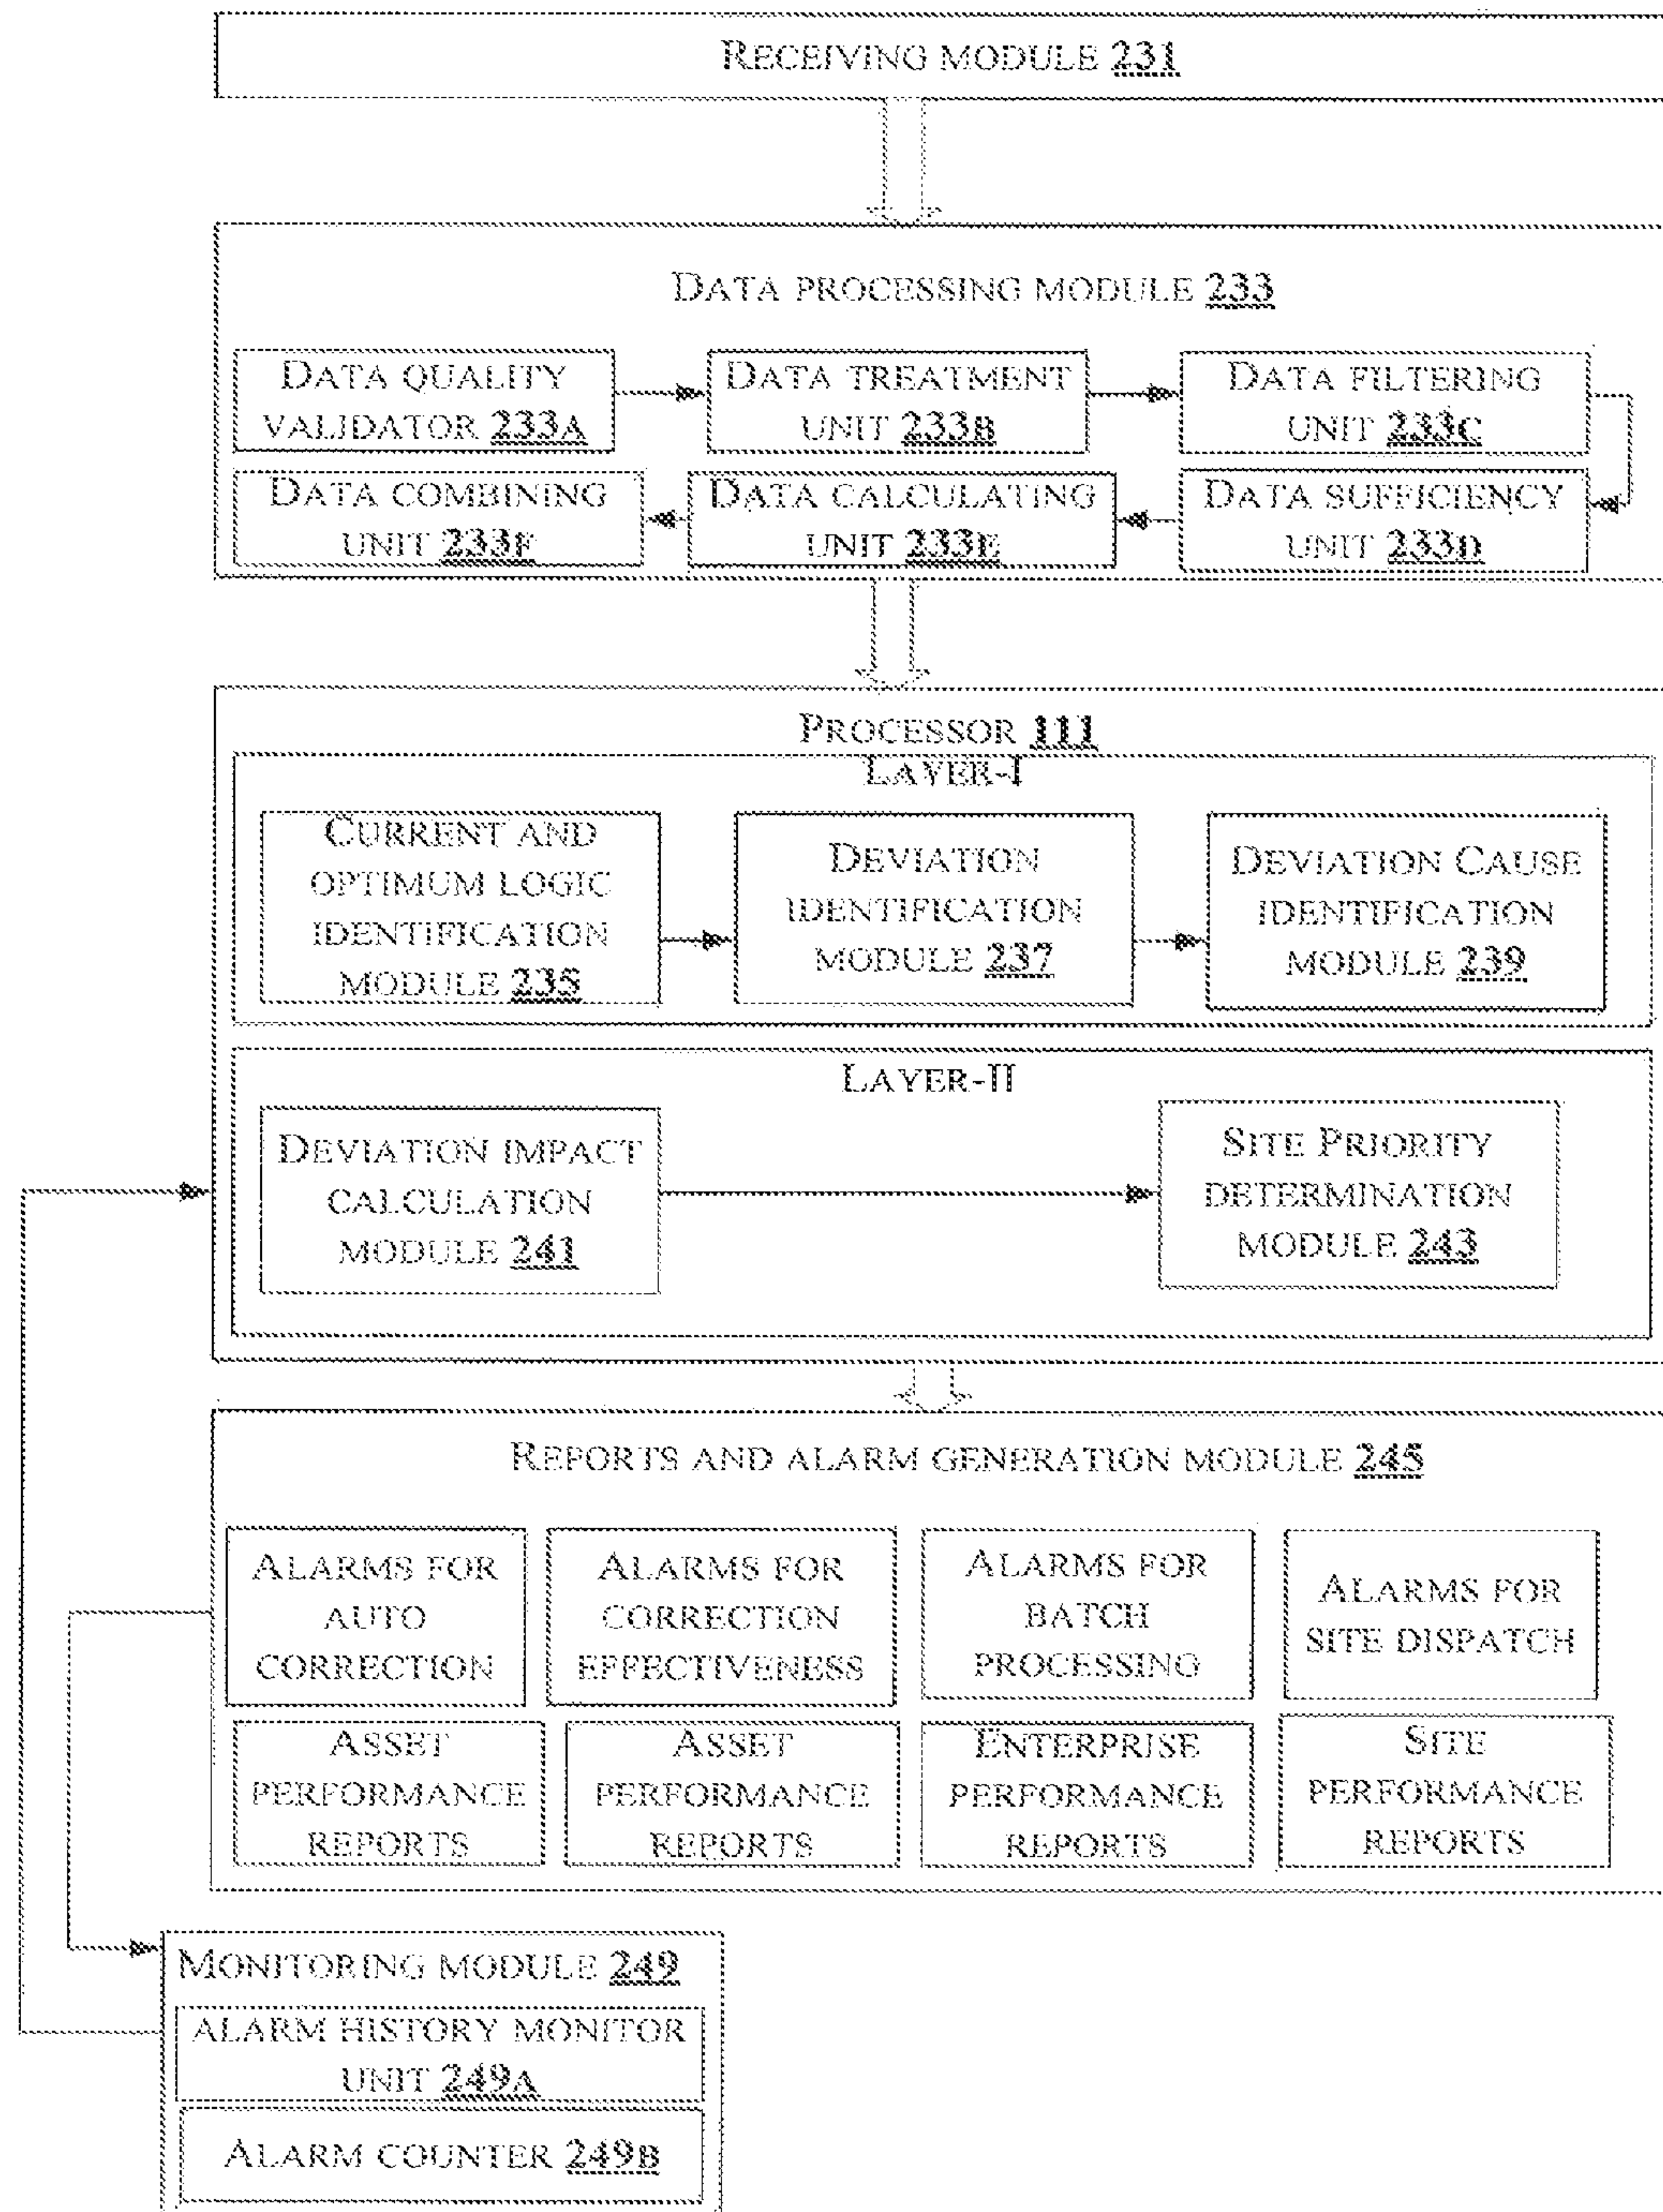 RECEIVING MODULE 231
DATA PROCESSING MODULE 233
DATA QUALITY
VALIDATOR 233A
DATA TREATMENT
UNIT 233B
DATA FILTERING
UNIT 233C
DATA SUFFICIENCY
UNIT 233D
DATA CALCULATING
UNIT 233E
DATA COMBINING
UNIT 233F
PROCESSOR 111
LAYER-I
CURRENT AND
OPTIMUM LOGIC
IDENTIFICATION
MODULE 235
DEVIATION
IDENTIFICATION
MODULE 237
DEVIATION CAUSE
IDENTIFICATION
MODULE 239
LAYER-II
DEVIATION IMPACT
CALCULATION
MODULE 241
SITE PRIORITY
DETERMINATION
MODULE 243
REPORTS AND ALARM GENERATION MODULE 245
ALARMS FOR
AUTO
CORRECTION
ALARMS FOR
CORRECTION
EFFECTIVENESS
ALARMS FOR
BATCH
PROCESSING
ALARMS FOR
SITE DISPATCH
ASSET
PERFORMANCE
REPORTS
ASSET
PERFORMANCE
REPORTS
ENTERPRISE
PERFORMANCE
REPORTS
SITE
PERFORMANCE
REPORTS
MONITORING MODULE 249
ALARM HISTORY MONITOR
UNIT 249A
ALARM COUNTER 249B